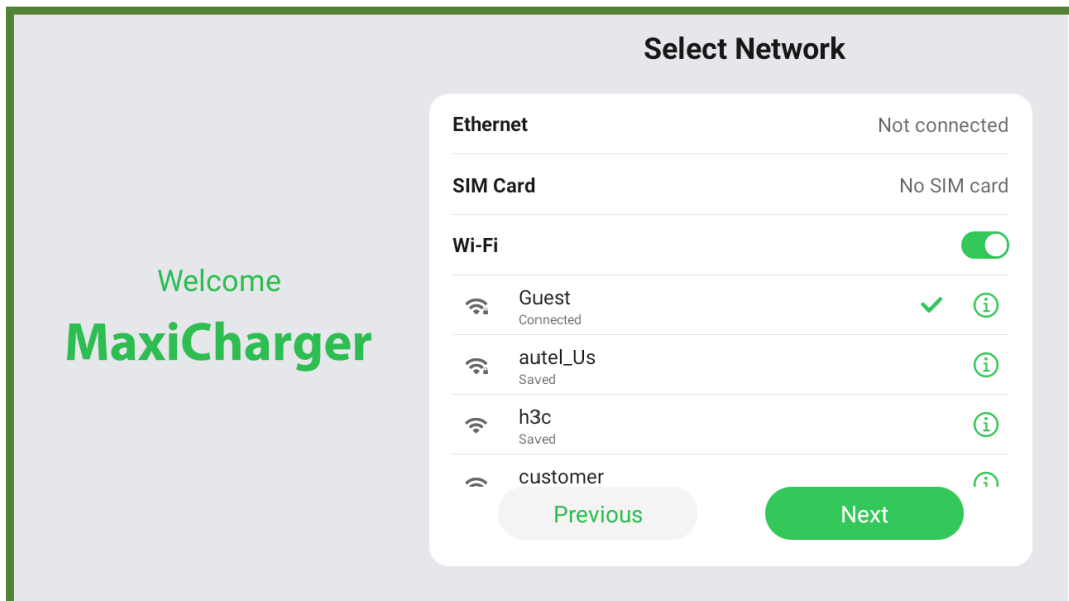 Select Network
Ethernet Not connected
SIM Card No SIM card
Wi-Fi
Guest
Connected
autel_Us
Saved
h3c
Saved
customer
Previous Next
Welcome
MaxiCharger